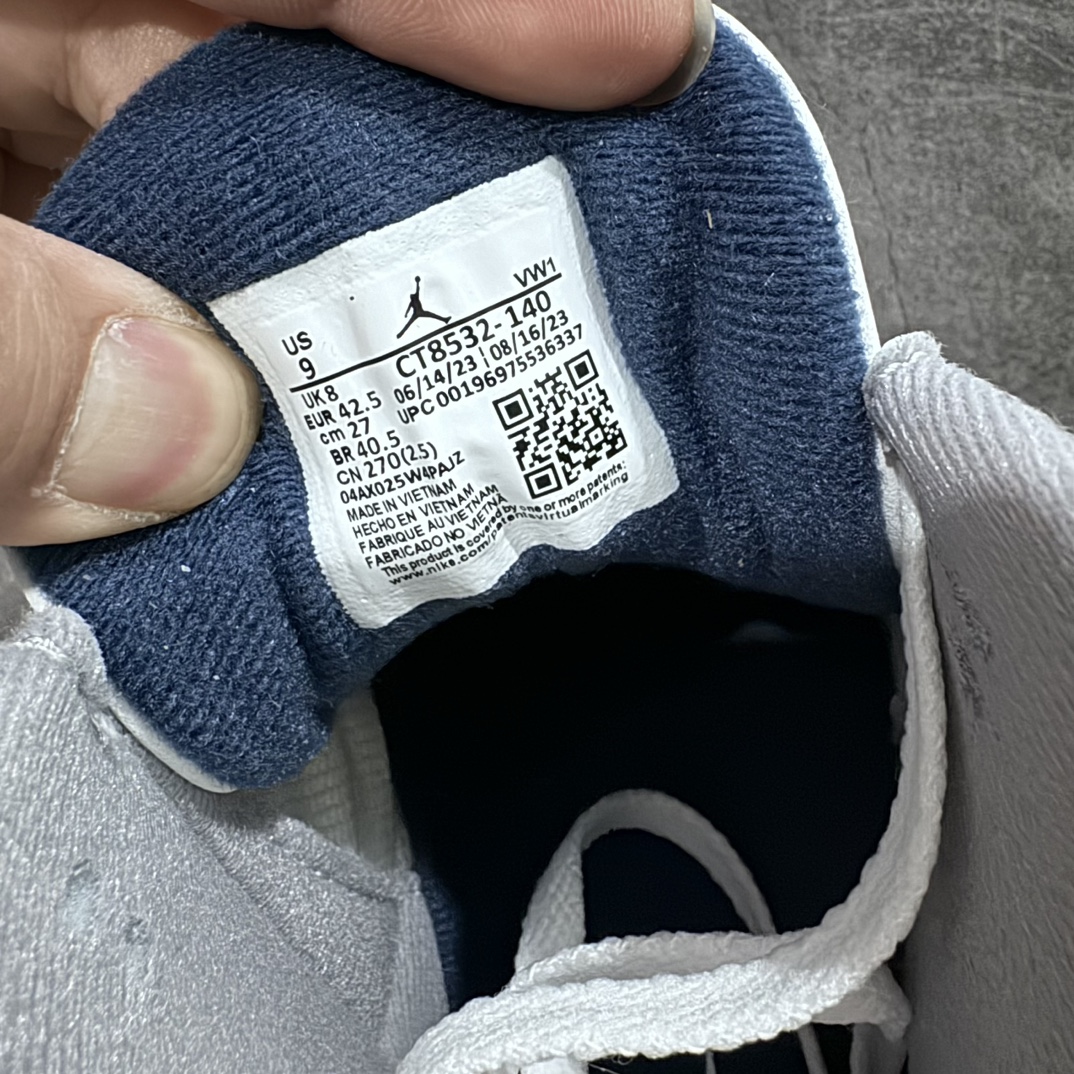 US
9
VW1
CT8532-140
06/14/23 | 08/16/23
UPC 00196975536337
UK 8
EUR 42.5
cm 27
BR 40.5
CN 270(2.5)
04AX025W4PAJZ
MADE IN VIETNAM
HECHO EN VIETNAM
FABRIQUE AU VIETNAM
FABRICADO NO VIETNÃ
This product is covered by one or more patents:
www.nike.com/patentsvirtualmarking